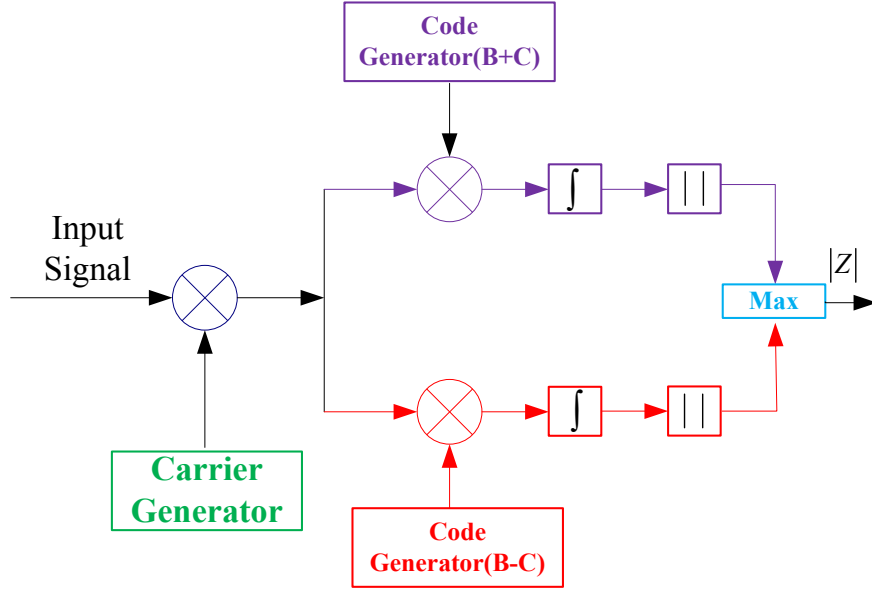 Code
Generator(B+C)
∫
| |
Input
Signal
|Z|
Max
∫
| |
Carrier
Generator
Code
Generator(B-C)